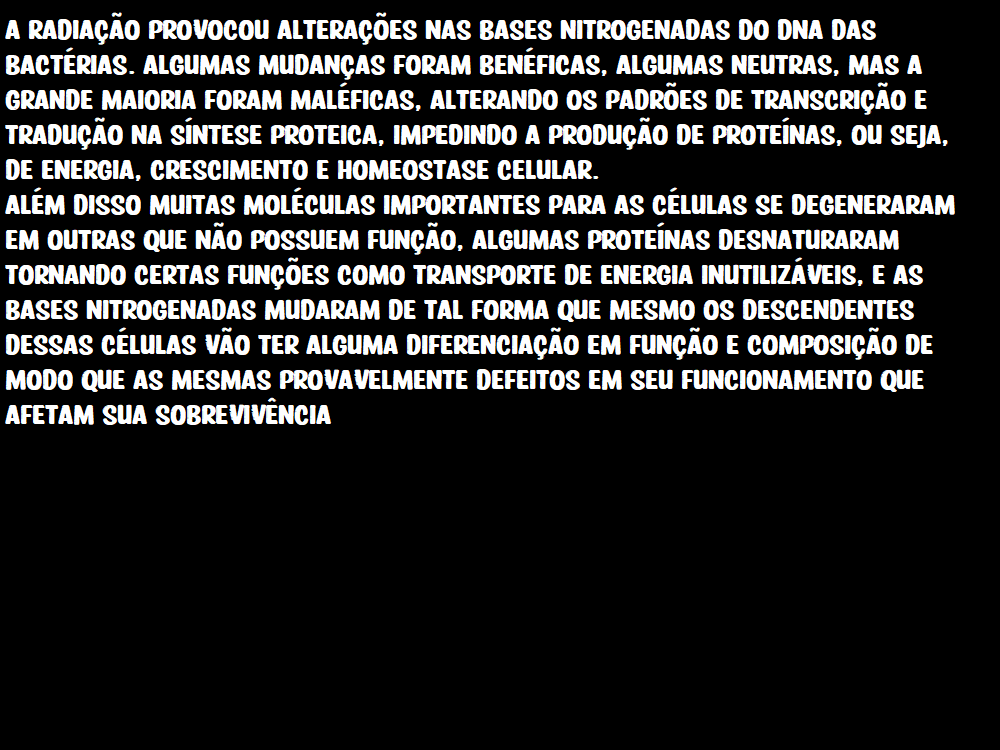 A RADIAÇÃO PROVOCOU ALTERAÇÕES NAS BASES NITROGENADAS DO DNA DAS
BACTÉRIAS. ALGUMAS MUDANÇAS FORAM BENÉFICAS, ALGUMAS NEUTRAS, MAS A
GRANDE MAIORIA FORAM MALÉFICAS, ALTERANDO OS PADRÕES DE TRANSCRIÇÃO E
TRADUÇÃO NA SÍNTESE PROTEICA, IMPEDINDO A PRODUÇÃO DE PROTEÍNAS, OU SEJA,
DE ENERGIA, CRESCIMENTO E HOMEOSTASE CELULAR.
ALÉM DISSO MUITAS MOLÉCULAS IMPORTANTES PARA AS CÉLULAS SE DEGENERARAM
EM OUTRAS QUE NÃO POSSUEM FUNÇÃO, ALGUMAS PROTEÍNAS DESNATURARAM
TORNANDO CERTAS FUNÇÕES COMO TRANSPORTE DE ENERGIA INUTILIZÁVEIS, E AS
BASES NITROGENADAS MUDARAM DE TAL FORMA QUE MESMO OS DESCENDENTES
DESSAS CÉLULAS VÃO TER ALGUMA DIFERENCIAÇÃO EM FUNÇÃO E COMPOSIÇÃO DE
MODO QUE AS MESMAS PROVAVELMENTE DEFEITOS EM SEU FUNCIONAMENTO QUE
AFETAM SUA SOBREVIVÊNCIA